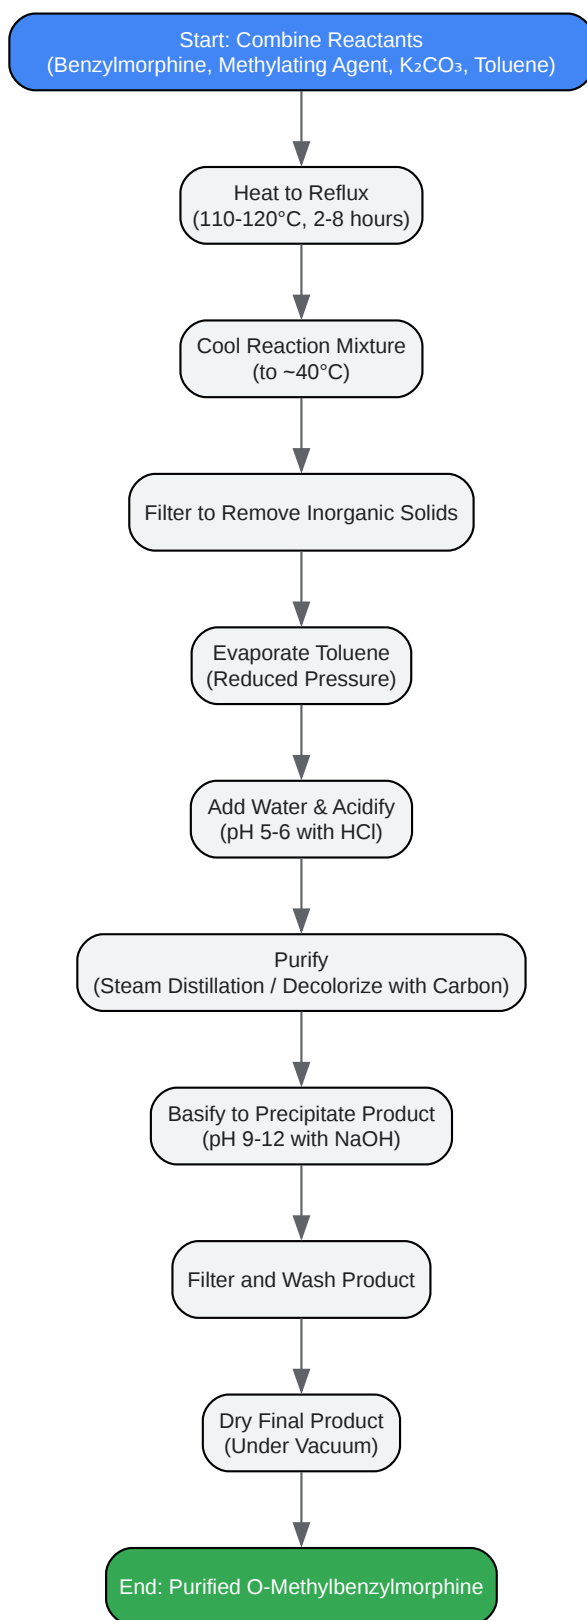 Start: Combine Reactants
(Benzylmorphine, Methylating Agent, K₂CO₃, Toluene)
Heat to Reflux
(110-120°C, 2-8 hours)
Cool Reaction Mixture
(to ~40°C)
Filter to Remove Inorganic Solids
Evaporate Toluene
(Reduced Pressure)
Add Water & Acidify
(pH 5-6 with HCl)
Purify
(Steam Distillation / Decolorize with Carbon)
Basify to Precipitate Product
(pH 9-12 with NaOH)
Filter and Wash Product
Dry Final Product
(Under Vacuum)
End: Purified O-Methylbenzylmorphine